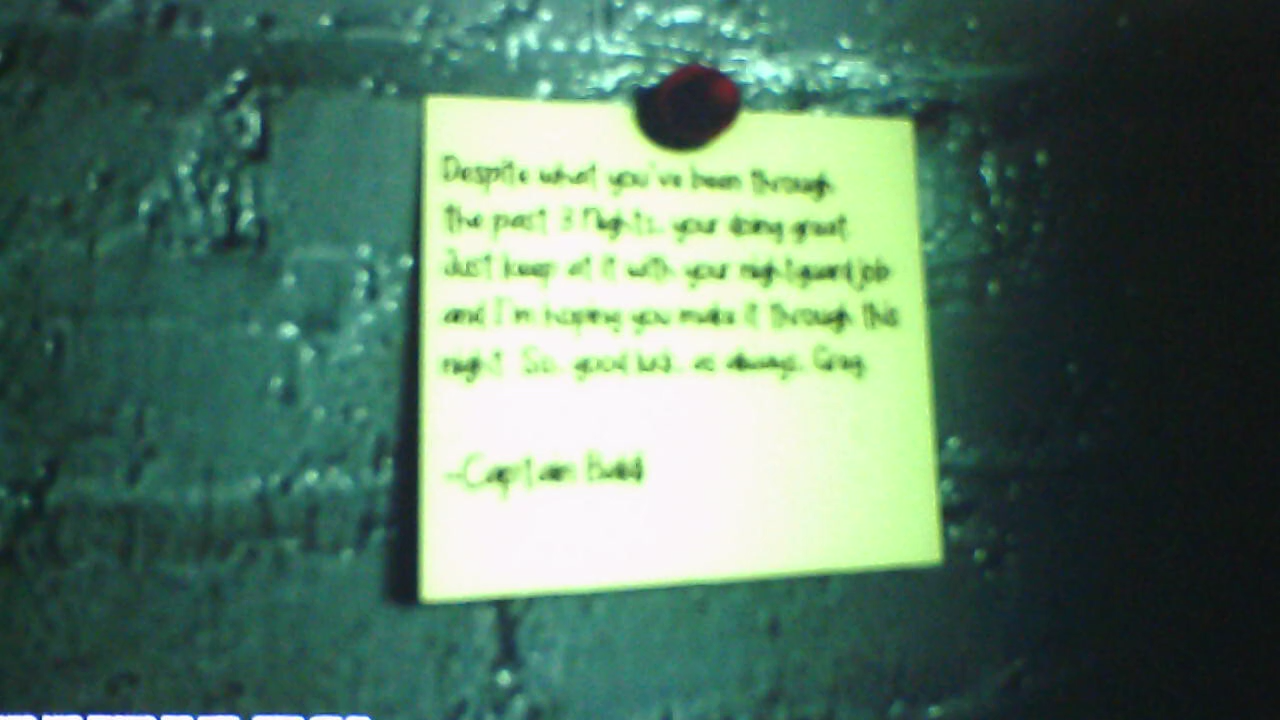 Despite what you've been through
the past 3 Nights, your doing great.
Just keep at it with your nightguard job
and I'm hoping you make it through this
night. So, good luck, as always, Greg.
-Captain